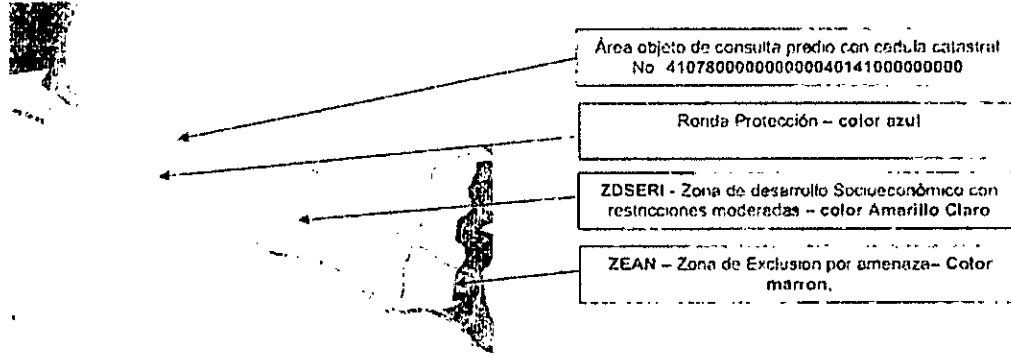 Área objeto de consulta predio con cedula catastral
No 410780000000000040141000000000
Ronda Protección – color azul
ZDSERI - Zona de desarrollo Socioeconómico con
restricciones moderadas – color Amarillo Claro
ZEAN – Zona de Exclusion por amenaza– Color
marron,